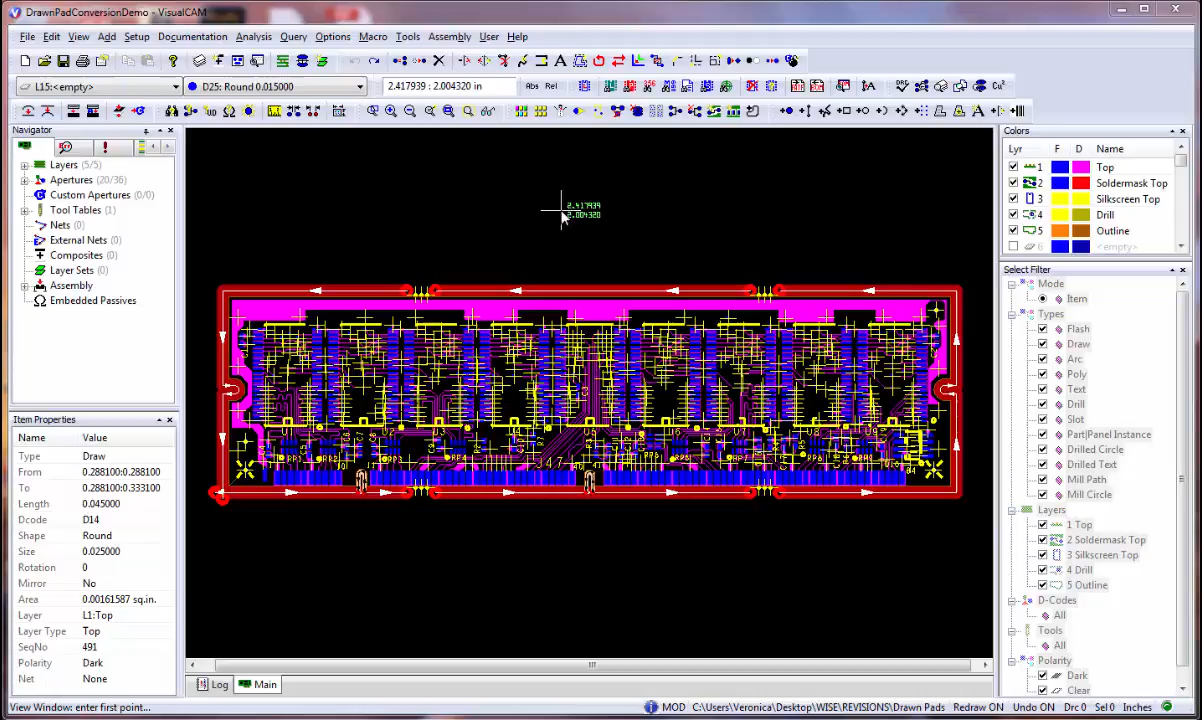 DrawnPadConversionDemo - VisualCAM
File Edit View Add Setup Query Documentation Analysis Options Macro Tools Assembly User Help
L15:<empty> D25: Round 0.015000 2.417939 : 2.004320 in Abs Rel
Navigator
Layers (5/5)
Apertures (20/36)
Custom Apertures (0/0)
Tool Tables (1)
Nets (0)
External Nets (0)
Composites (0)
Layer Sets (0)
Assembly
Embedded Passives
Item Properties
Name Value
Type Draw
From 0.288100:0.288100
To 0.288100:0.333100
Length 0.045000
Dcode D14
Shape Round
Size 0.025000
Rotation 0
Mirror No
Area 0.00161587 sq.in.
Layer L1:Top
Layer Type Top
SeqNo 491
Polarity Dark
Net None
2.417939
2.004320
J47
Log Main
Colors
Lyr F D Name
1 Top
2 Soldermask Top
3 Silkscreen Top
4 Drill
5 Outline
6 <empty>
Select Filter
Mode
Item
Types
Flash
Draw
Arc
Poly
Text
Drill
Slot
Part|Panel Instance
Drilled Circle
Drilled Text
Mill Path
Mill Circle
Layers
1 Top
2 Soldermask Top
3 Silkscreen Top
4 Drill
5 Outline
D-Codes
All
Tools
All
Polarity
Dark
Clear
View Window: enter first point... MOD C:/Users/Veronica/Desktop/WISE/REVISIONS/Drawn Pads Redraw ON Undo ON Drc 0 Sel 0 Inches